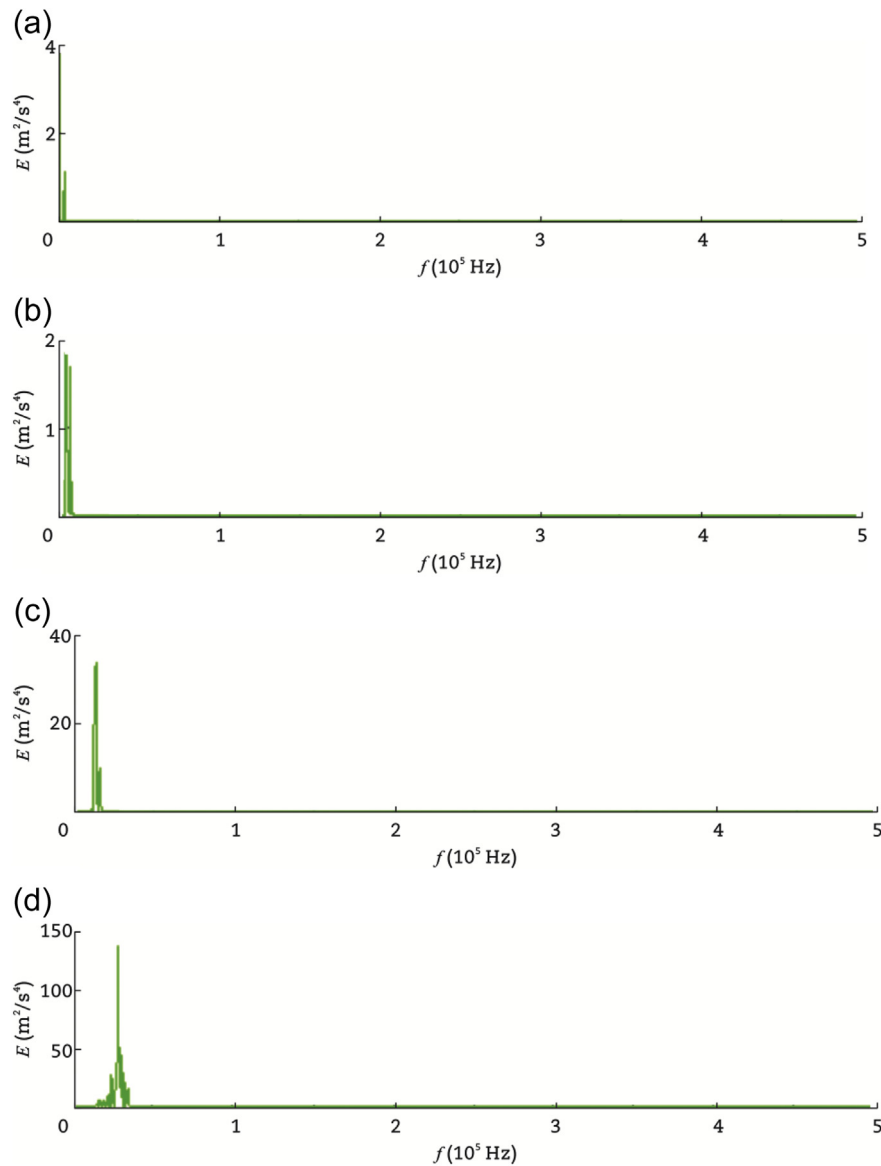 (a)
4
2
E (m²/s⁴)
0 1 2 3 4 5
f (10⁵ Hz)
(b)
2
1
E (m²/s⁴)
0 1 2 3 4 5
f (10⁵ Hz)
(c)
40
20
E (m²/s⁴)
0 1 2 3 4 5
f (10⁵ Hz)
(d)
150
100
50
E (m²/s⁴)
0 1 2 3 4 5
f (10⁵ Hz)